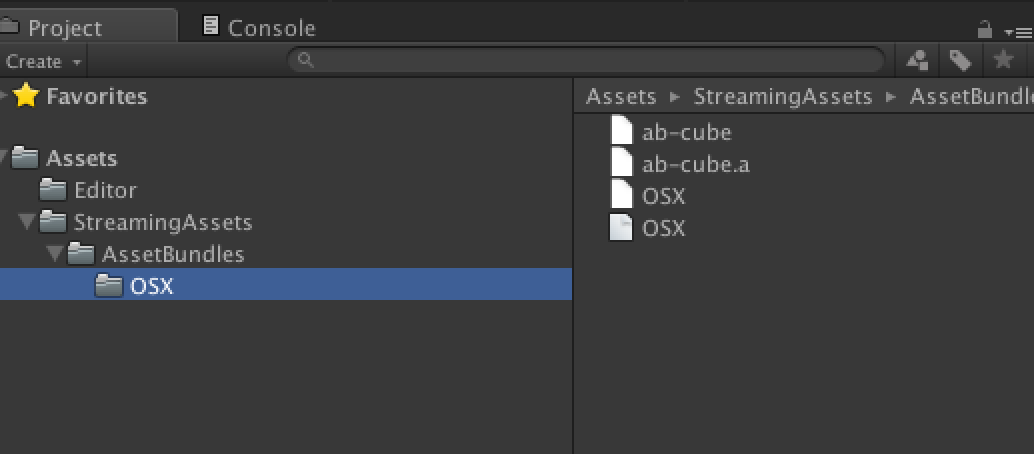 Project
Console
Create
Favorites
Assets
Editor
StreamingAssets
AssetBundles
OSX
Assets ▸ StreamingAssets ▸ AssetBundle
ab-cube
ab-cube.a
OSX
OSX